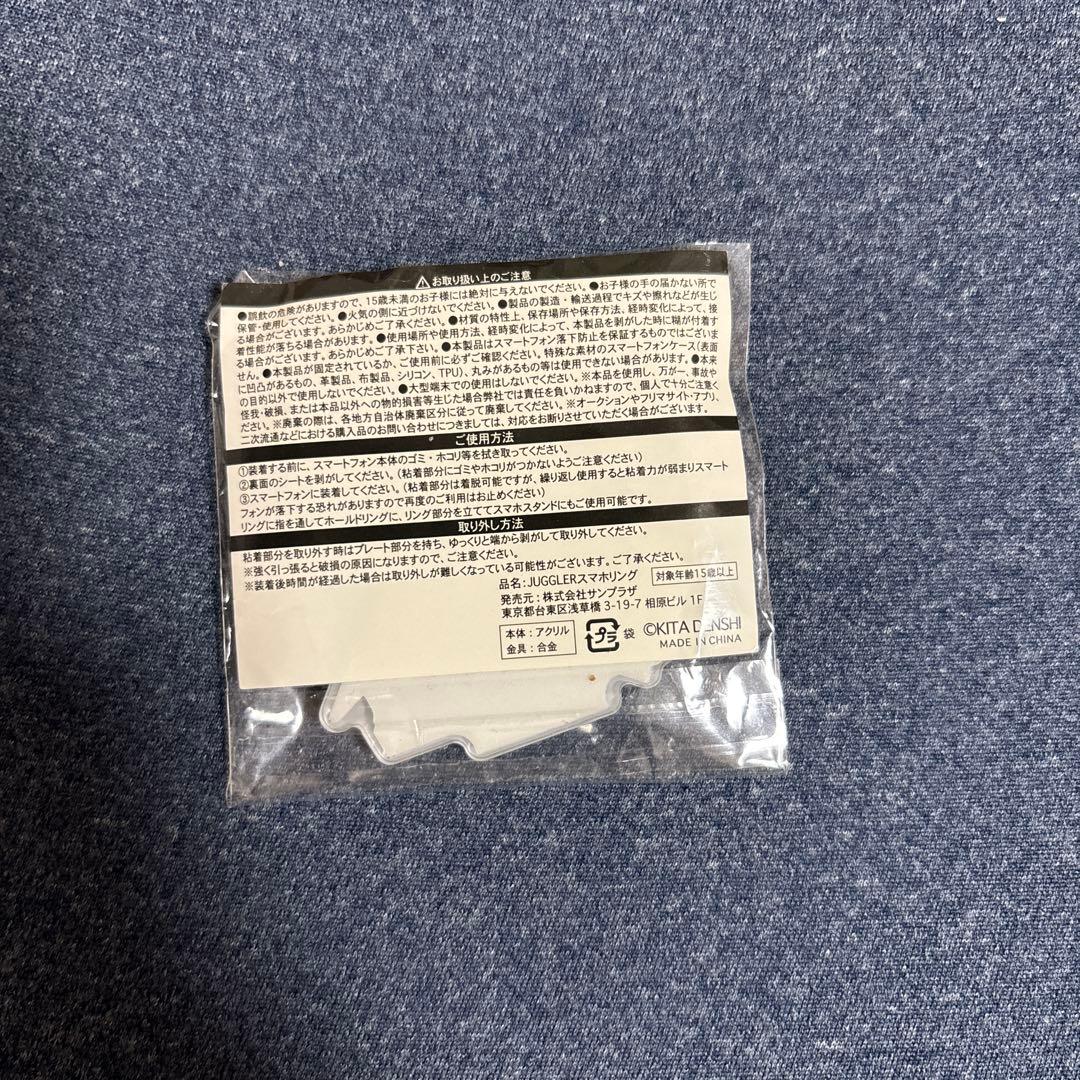 ⚠お取り扱い上のご注意
●誤飲の危険がありますので、15歳未満のお子様には絶対に与えないでください。●お子様の手の届かない所で
保管・使用してください。●火気の側に近づけないでください。●製品の製造・輸送過程でキズや擦れなどが生じ
る場合がございます。あらかじめご了承ください。●材質の特性上、保存場所や保存方法、経時変化によって、接
着性能が落ちる場合があります。●使用場所や使用方法、経時変化によって、本製品を剥がした時に糊が付着す
る場合がございます。あらかじめご了承下さい。●本製品はスマートフォン落下防止を保証するものではございま
せん。●本製品が固定されているか、ご使用前に必ずご確認ください。特殊な素材のスマートフォンケース(表面
に凹凸があるもの、革製品、布製品、シリコン、TPU)、丸みがあるもの等は使用できない場合があります。●本来
の目的以外で使用しないでください。●大型端末での使用はしないでください。※本品を使用し、万が一、事故や
怪我・破損、または本品以外への物的損害等生じた場合弊社では責任を負いかねますので、個人で十分ご注意く
ださい。※廃棄の際は、各地方自治体廃棄区分に従って廃棄してください。※オークションやフリマサイト・アプリ、
二次流通などにおける購入品のお問い合わせにつきましては、対応をお断りさせていただく場合がございます。
ご使用方法
①装着する前に、スマートフォン本体のゴミ・ホコリ等を拭き取ってください。
②裏面のシートを剥がしてください。(粘着部分にゴミやホコリがつかないようご注意ください)
③スマートフォンに装着してください。(粘着部分は着脱可能ですが、繰り返し使用すると粘着力が弱まりスマート
フォンが落下する恐れがありますので再度のご利用はお止めください)
リングに指を通してホールドリングに、リング部分を立ててスマホスタンドにもご使用可能です。
取り外し方法
粘着部分を取り外す時はプレート部分を持ち、ゆっくりと端から剥がして取り外してください。
※強く引っ張ると破損の原因になりますので、ご注意ください。
※装着後時間が経過した場合は取り外しが難しくなっている可能性がございます。ご了承ください。
品名:JUGGLERスマホリング 対象年齢15歳以上
発売元:株式会社サンプラザ
東京都台東区浅草橋 3-19-7 相原ビル 1F
本体:アクリル
金具:合金
プラ 袋
©KITA DENSHI
MADE IN CHINA